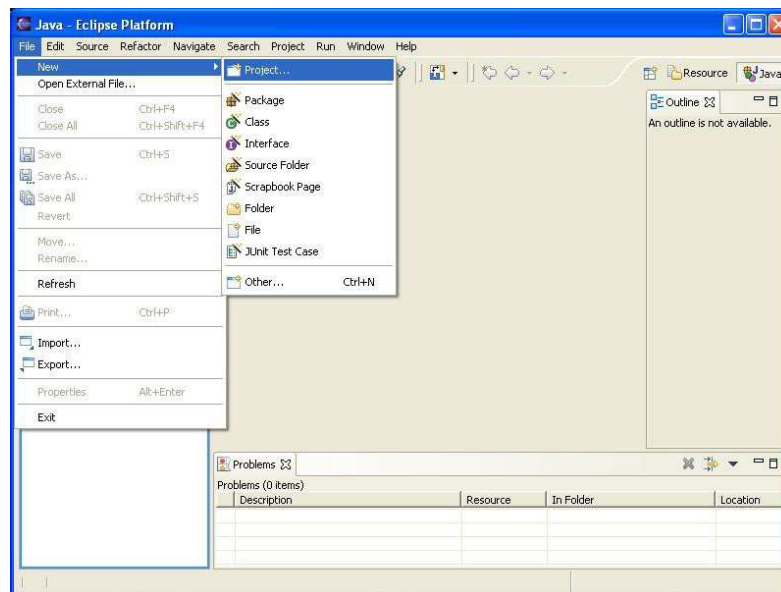 Java - Eclipse Platform
File Edit Source Refactor Navigate Search Project Run Window Help
Resource Java
New
Open External File...
Close Ctrl+F4
Close All Ctrl+Shift+F4
Save Ctrl+S
Save As...
Save All Ctrl+Shift+S
Revert
Move...
Rename...
Refresh
Print... Ctrl+P
Import...
Export...
Properties Alt+Enter
Exit
Project...
Package
Class
Interface
Source Folder
Scrapbook Page
Folder
File
JUnit Test Case
Other... Ctrl+N
Outline
An outline is not available.
Problems
Problems (0 items)
Description Resource In Folder Location